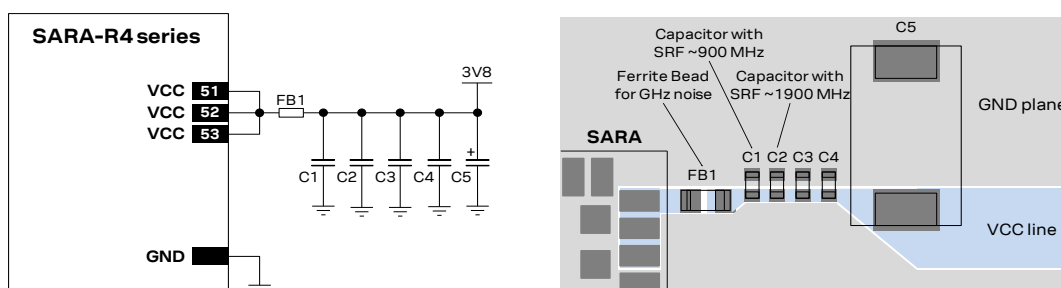 SARA-R4 series
VCC 51
VCC 52
VCC 53
GND
FB1
3V8
+
C1 C2 C3 C4 C5
Capacitor with
SRF ~900 MHz
Ferrite Bead
for GHz noise
Capacitor with
SRF ~1900 MHz
C5
GND plane
SARA
FB1
C1 C2 C3 C4
VCC line